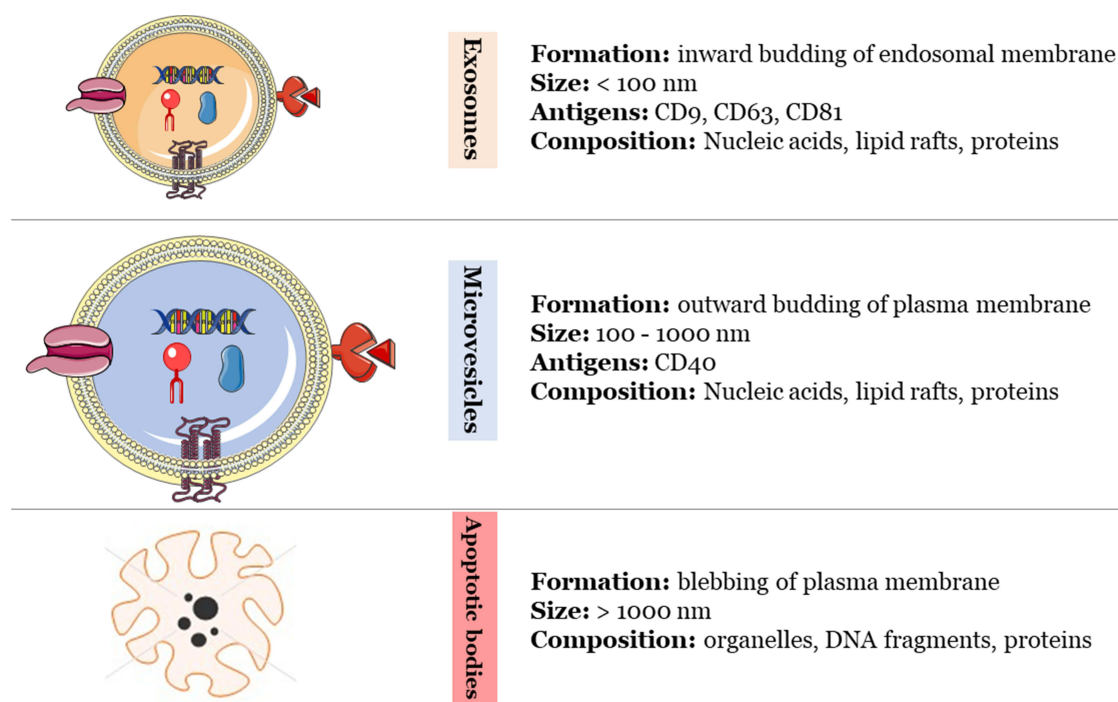 Exosomes
Formation: inward budding of endosomal membrane
Size: < 100 nm
Antigens: CD9, CD63, CD81
Composition: Nucleic acids, lipid rafts, proteins
Microvesicles
Formation: outward budding of plasma membrane
Size: 100 - 1000 nm
Antigens: CD40
Composition: Nucleic acids, lipid rafts, proteins
Apoptotic bodies
Formation: blebbing of plasma membrane
Size: > 1000 nm
Composition: organelles, DNA fragments, proteins